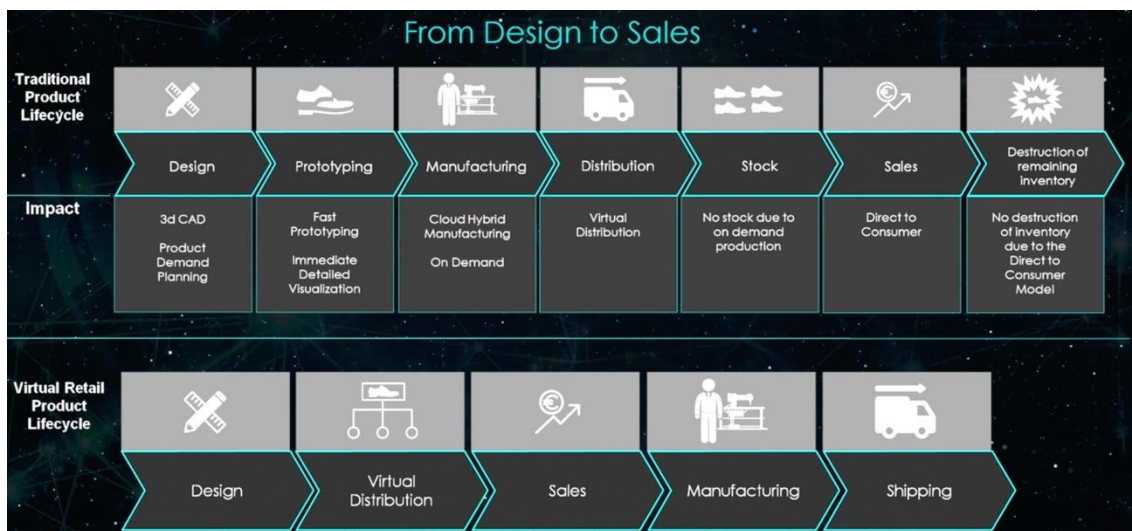 From Design to Sales
Traditional
Product
Lifecycle
Design
Prototyping
Manufacturing
Distribution
Stock
Sales
Destruction of
remaining
inventory
Impact
3d CAD
Product
Demand
Planning
Fast
Prototyping
Immediate
Detailed
Visualization
Cloud Hybrid
Manufacturing
On Demand
Virtual
Distribution
No stock due to
on demand
production
Direct to
Consumer
No destruction
of inventory
due to the
Direct to
Consumer
Model
Virtual Retail
Product
Lifecycle
€
Design
Virtual
Distribution
Sales
Manufacturing
Shipping